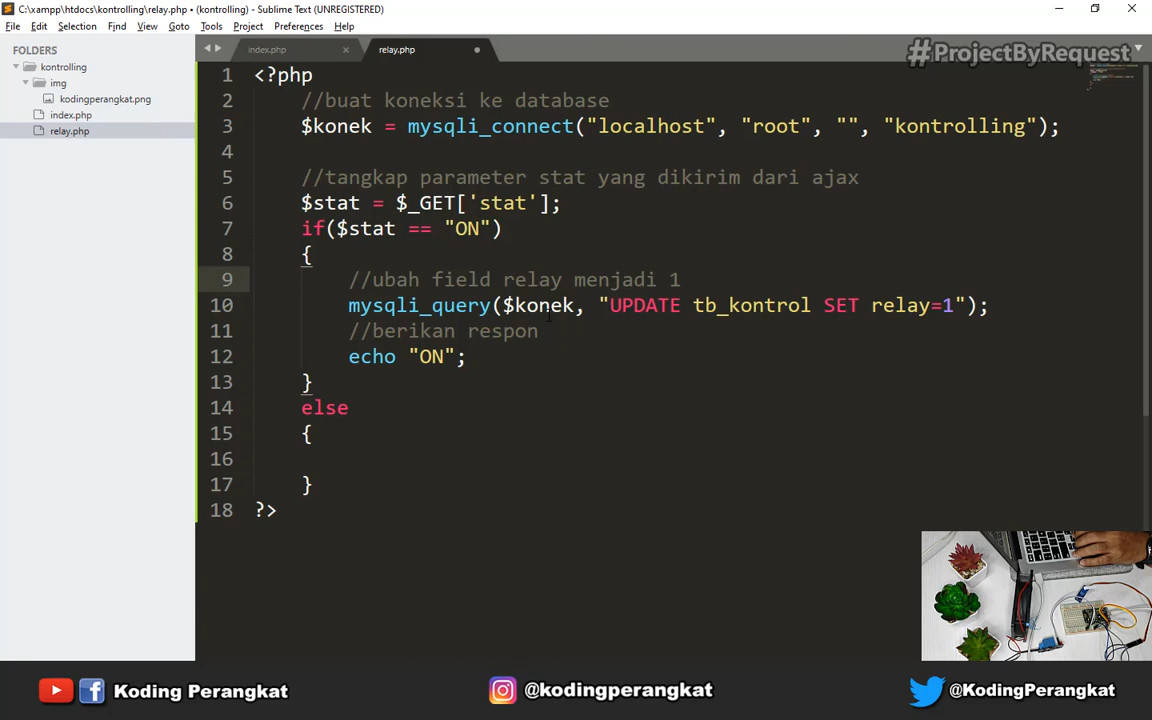 C:\xampp\htdocs\kontrolling\relay.php • (kontrolling) - Sublime Text (UNREGISTERED)
File Edit Selection Find View Goto Tools Project Preferences Help
FOLDERS
kontrolling
img
kodingperangkat.png
index.php
relay.php
index.php relay.php
#ProjectByRequest
1 <?php
2 //buat koneksi ke database
3 $konek = mysqli_connect("localhost", "root", "", "kontrolling");
4
5 //tangkap parameter stat yang dikirim dari ajax
6 $stat = $_GET['stat'];
7 if($stat == "ON")
8 {
9 //ubah field relay menjadi 1
10 mysqli_query($konek, "UPDATE tb_kontrol SET relay=1");
11 //berikan respon
12 echo "ON";
13 }
14 else
15 {
16
17 }
18 ?>
Koding Perangkat
@kodingperangkat
@KodingPerangkat